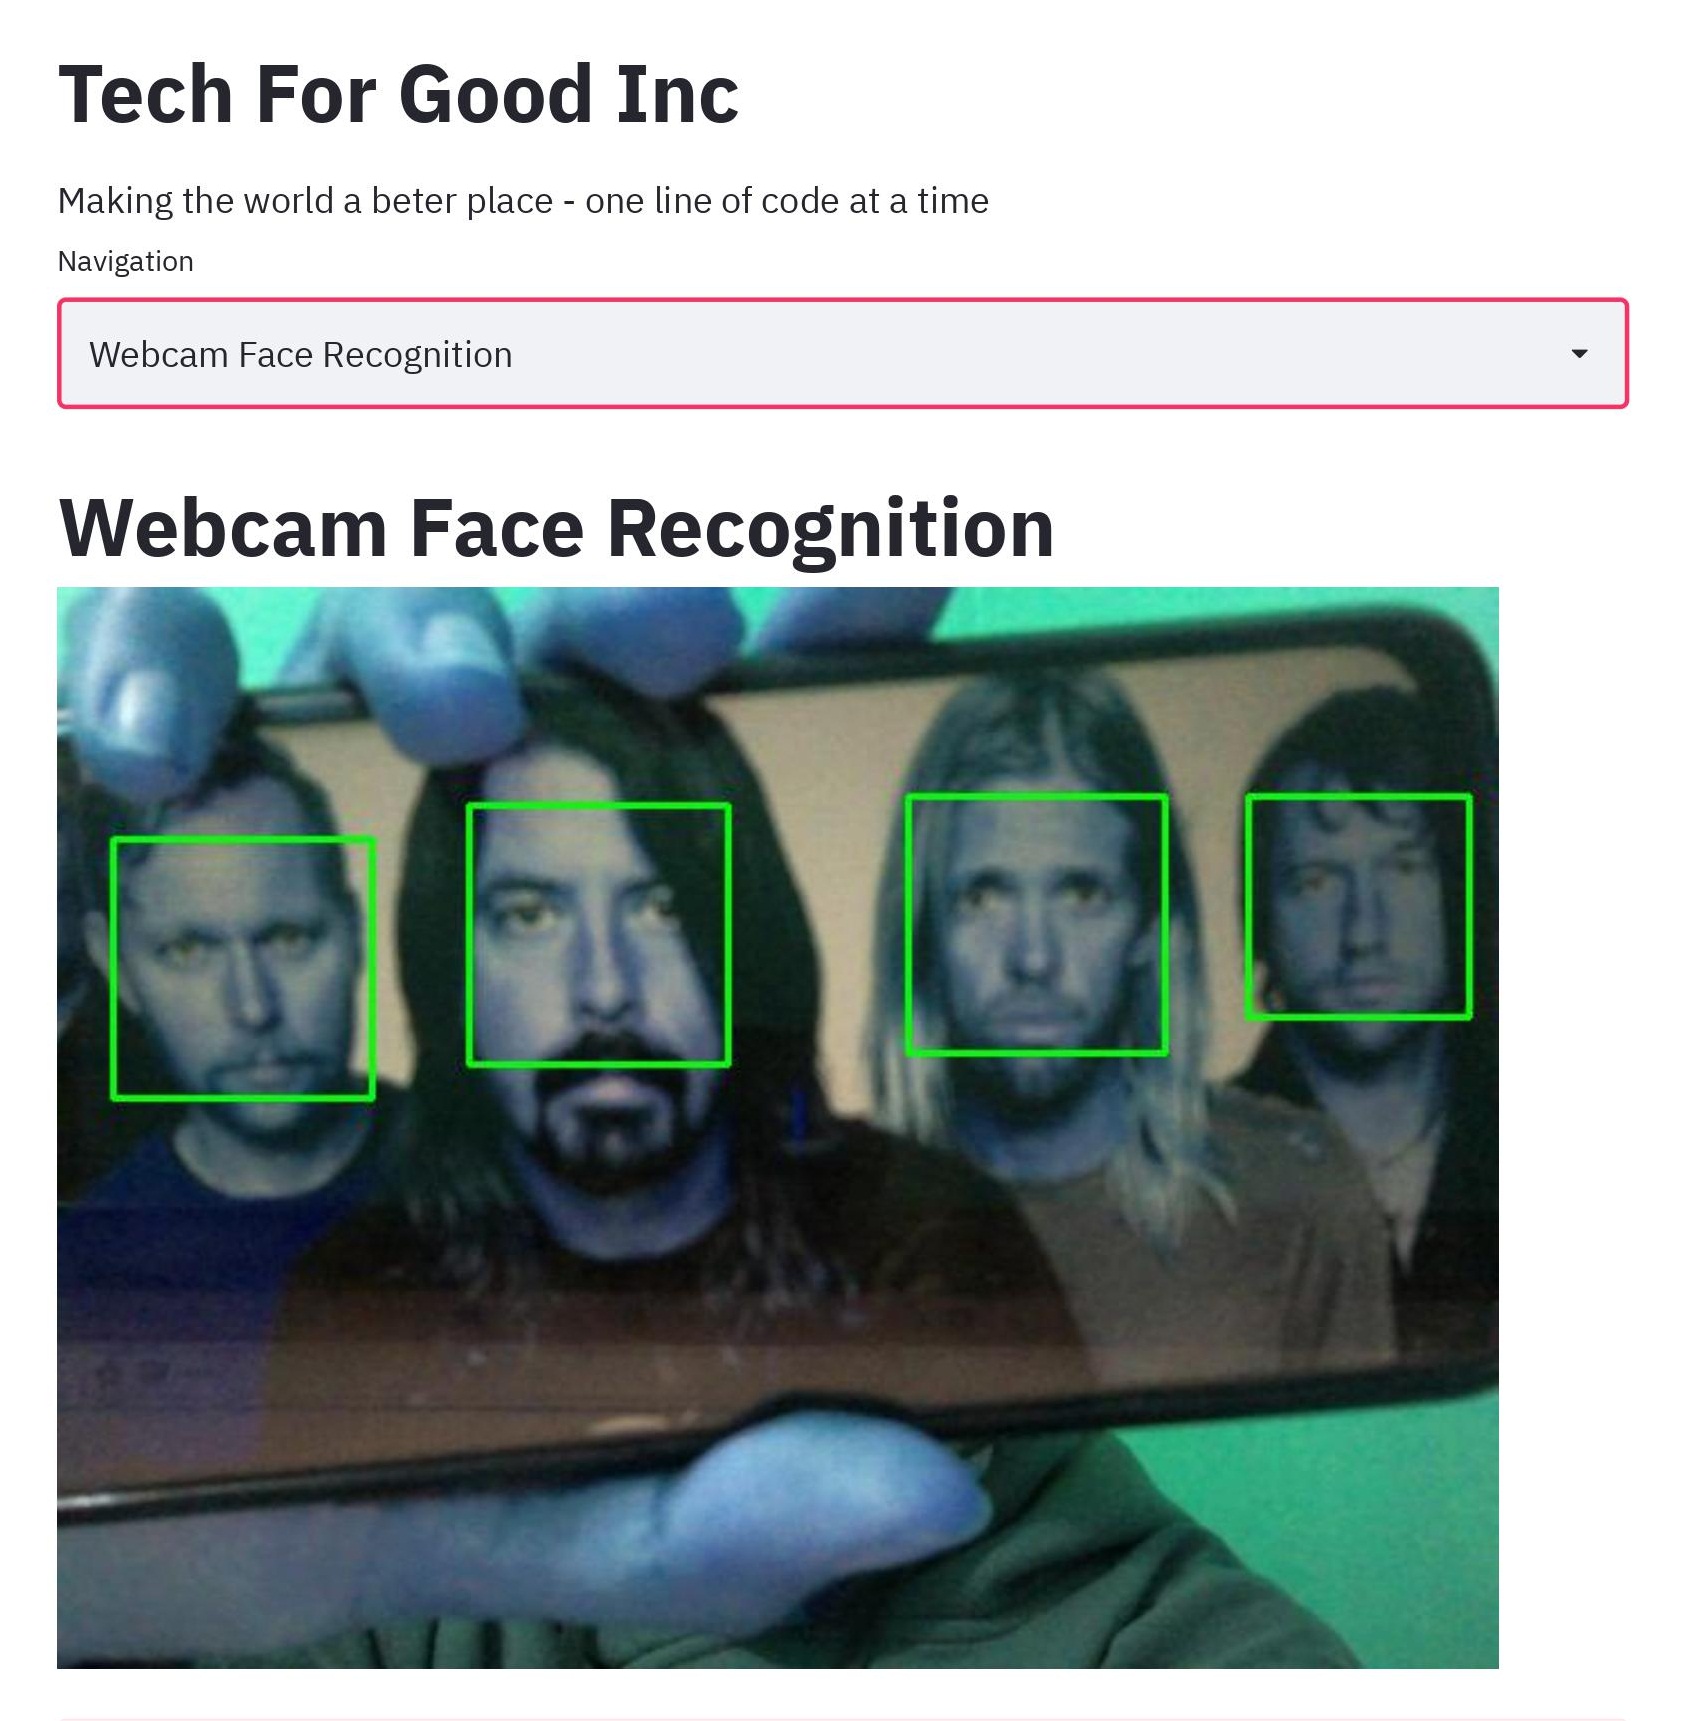 Tech For Good Inc
Making the world a beter place - one line of code at a time
Navigation
Webcam Face Recognition
Webcam Face Recognition